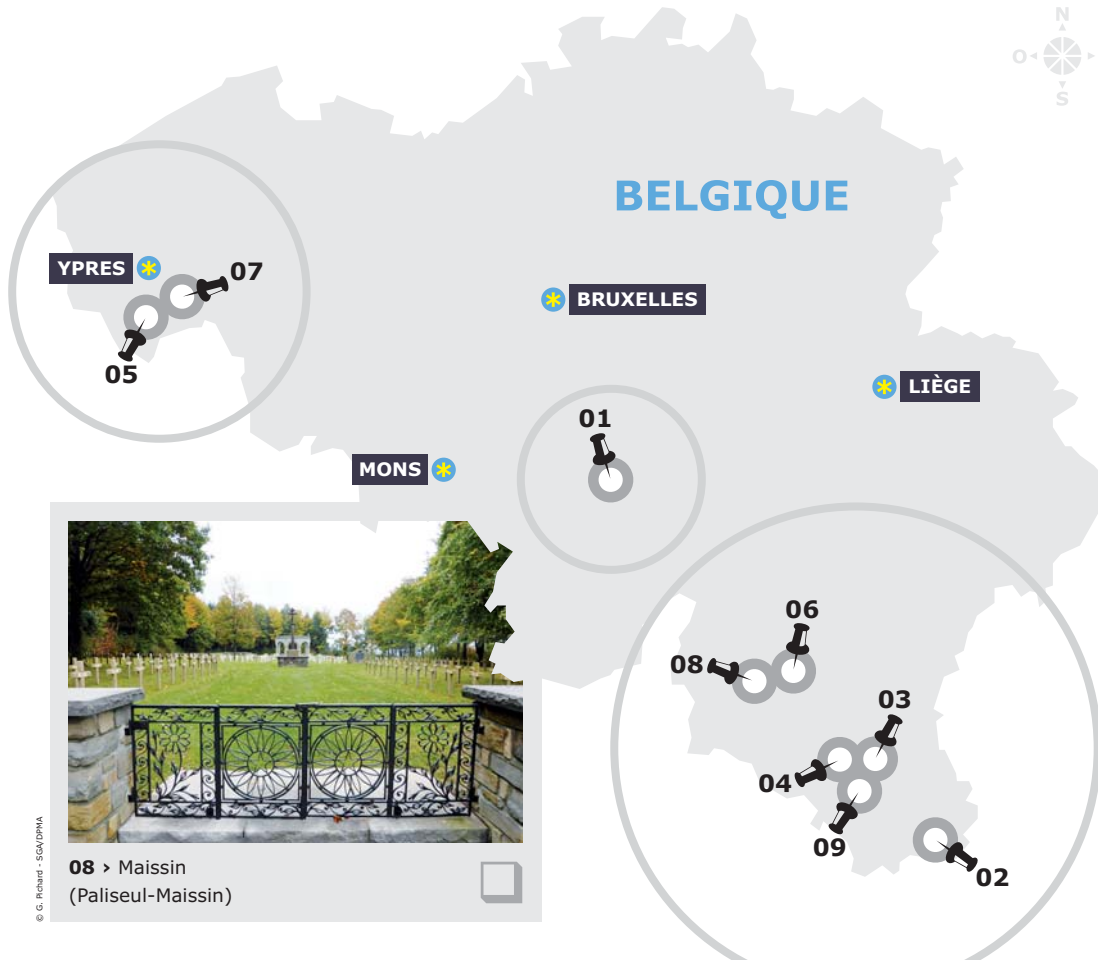 N
O
S
BELGIQUE
YPRES
07
05
BRUXELLES
LIÈGE
01
MONS
06
08
03
04
09
02
08 › Maissin
(Paliseul-Maissin)
© G. Pichard - SGA/DPMA